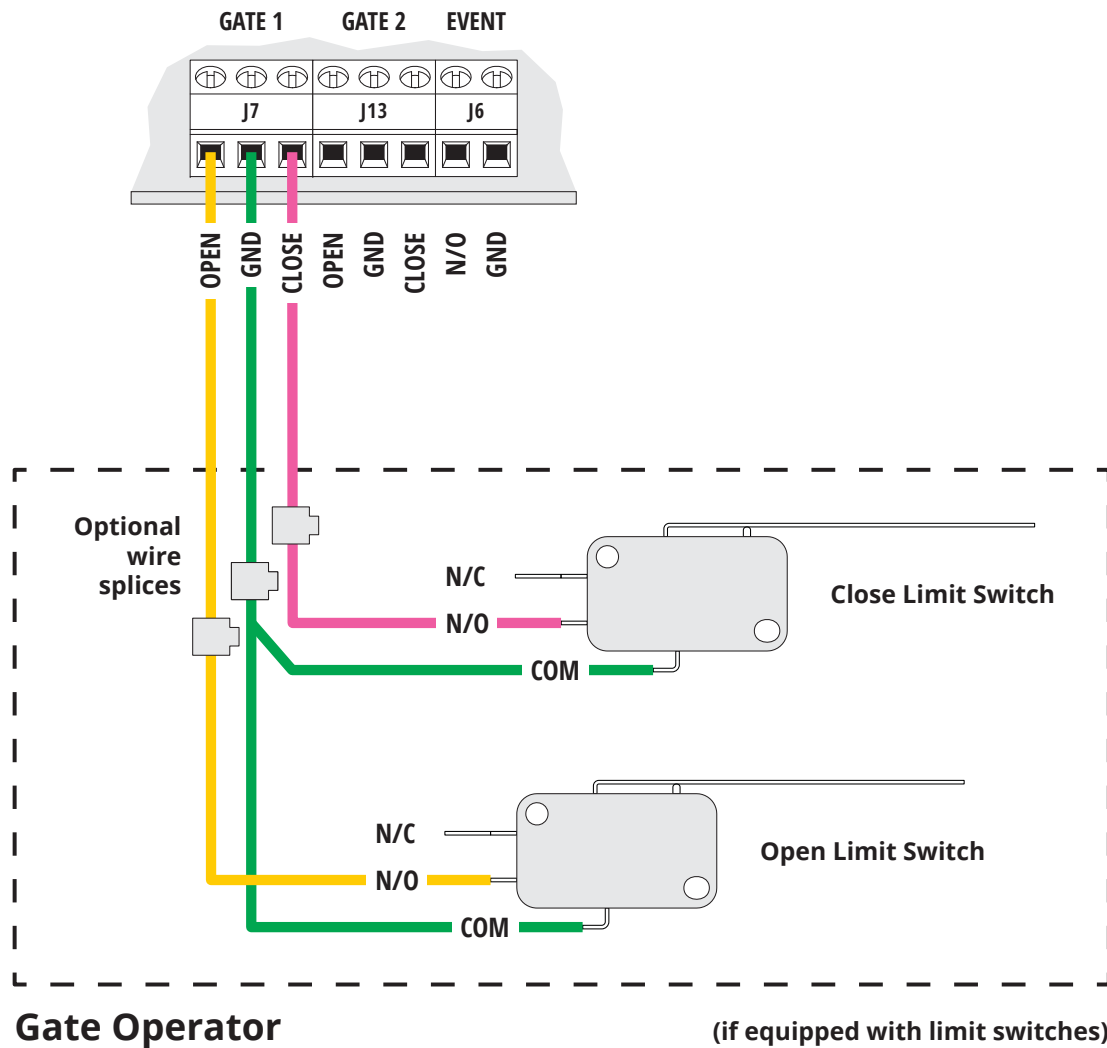 GATE 1 GATE 2 EVENT
J7 J13 J6
OPEN GND CLOSE OPEN GND CLOSE N/O GND
Optional
wire
splices
N/C
N/O
COM
Close Limit Switch
N/C
N/O
COM
Open Limit Switch
Gate Operator (if equipped with limit switches)